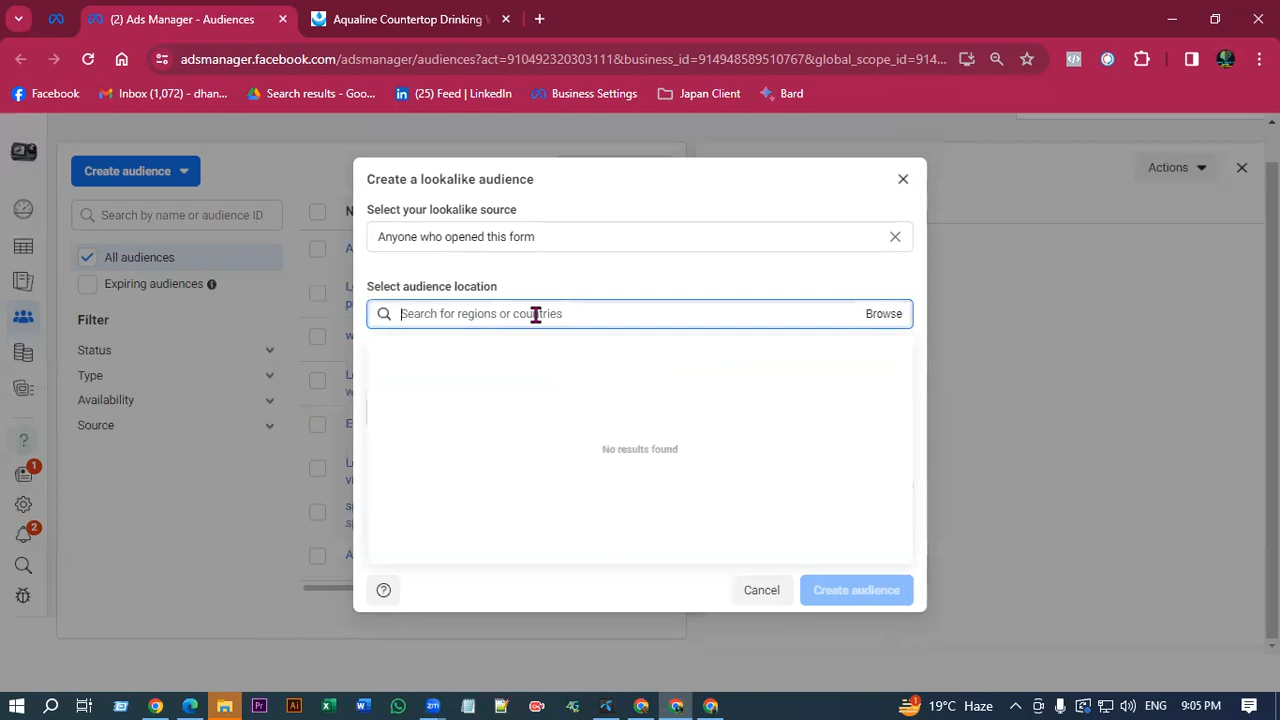 (2) Ads Manager - Audiences
Aqualine Countertop Drinking
adsmanager.facebook.com/adsmanager/audiences?act=910492320303111&business_id=914948589510767&global_scope_id=914...
Facebook
Inbox (1,072) - dhan...
Search results - Goo...
(25) Feed | LinkedIn
Business Settings
Japan Client
Bard
Create audience
Search by name or audience ID
All audiences
Expiring audiences
Filter
Status
Type
Availability
Source
Actions
Create a lookalike audience
Select your lookalike source
Anyone who opened this form
Select audience location
Search for regions or countries
Browse
No results found
Cancel
Create audience
1
2
19°C Haze
ENG
9:05 PM